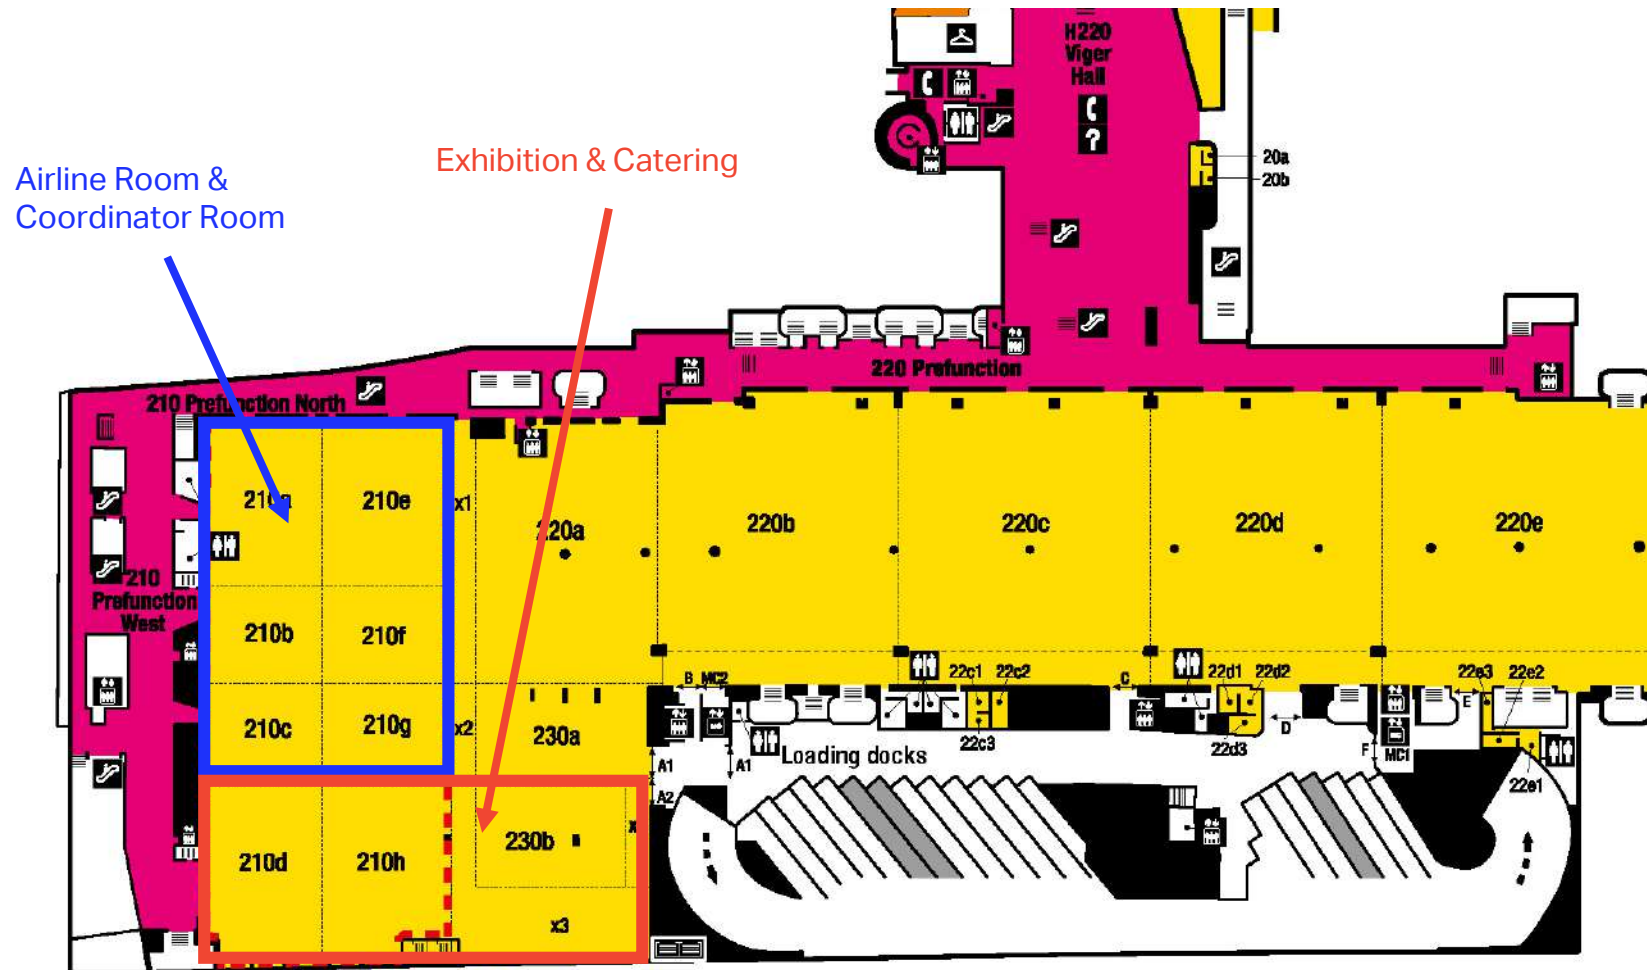 H220
Viger
Hall
?
20a
20b
Exhibition & Catering
Airline Room &
Coordinator Room
220 Prefunction
210 Prefunction North
210a
210e
x1
220a
220b
220c
220d
220e
210
Prefunction
West
210b
210f
210c
210g
x2
230a
B
MC2
22c1
22c2
22c3
C
22d1
22d2
22d3
D
22e3
22e2
E
F
MC1
22e1
A1
A1
A2
Loading docks
210d
210h
230b
x3